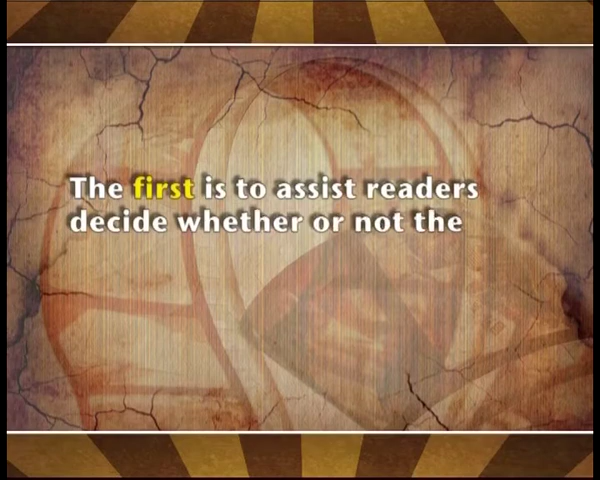 The first is to assist readers
decide whether or not the